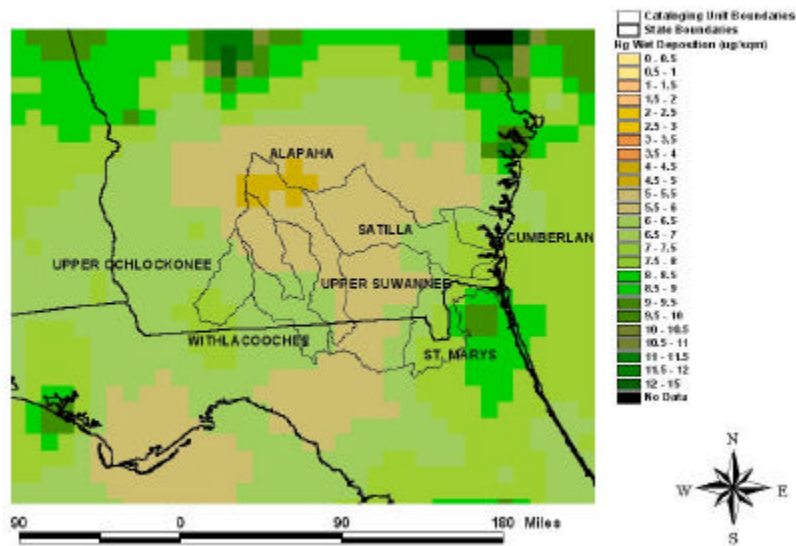 Cataloging Unit Boundaries
State Boundaries
Hg Wet Deposition (ug/sqm)
0 - 0.5
0.5 - 1
1 - 1.5
1.5 - 2
2 - 2.5
2.5 - 3
3 - 3.5
3.5 - 4
4 - 4.5
4.5 - 5
5 - 5.5
5.5 - 6
6 - 6.5
6.5 - 7
7 - 7.5
7.5 - 8
8 - 8.5
8.5 - 9
9 - 9.5
9.5 - 10
10 - 10.5
10.5 - 11
11 - 11.5
11.5 - 12
12 - 15
No Data
ALAPAHA
SATILLA
CUMBERLAN
UPPER OCHLOCKONEE
UPPER SUWANNEE
WITHLACOOCHEE
ST. MARYS
N
W E
S
90 0 90 180 Miles